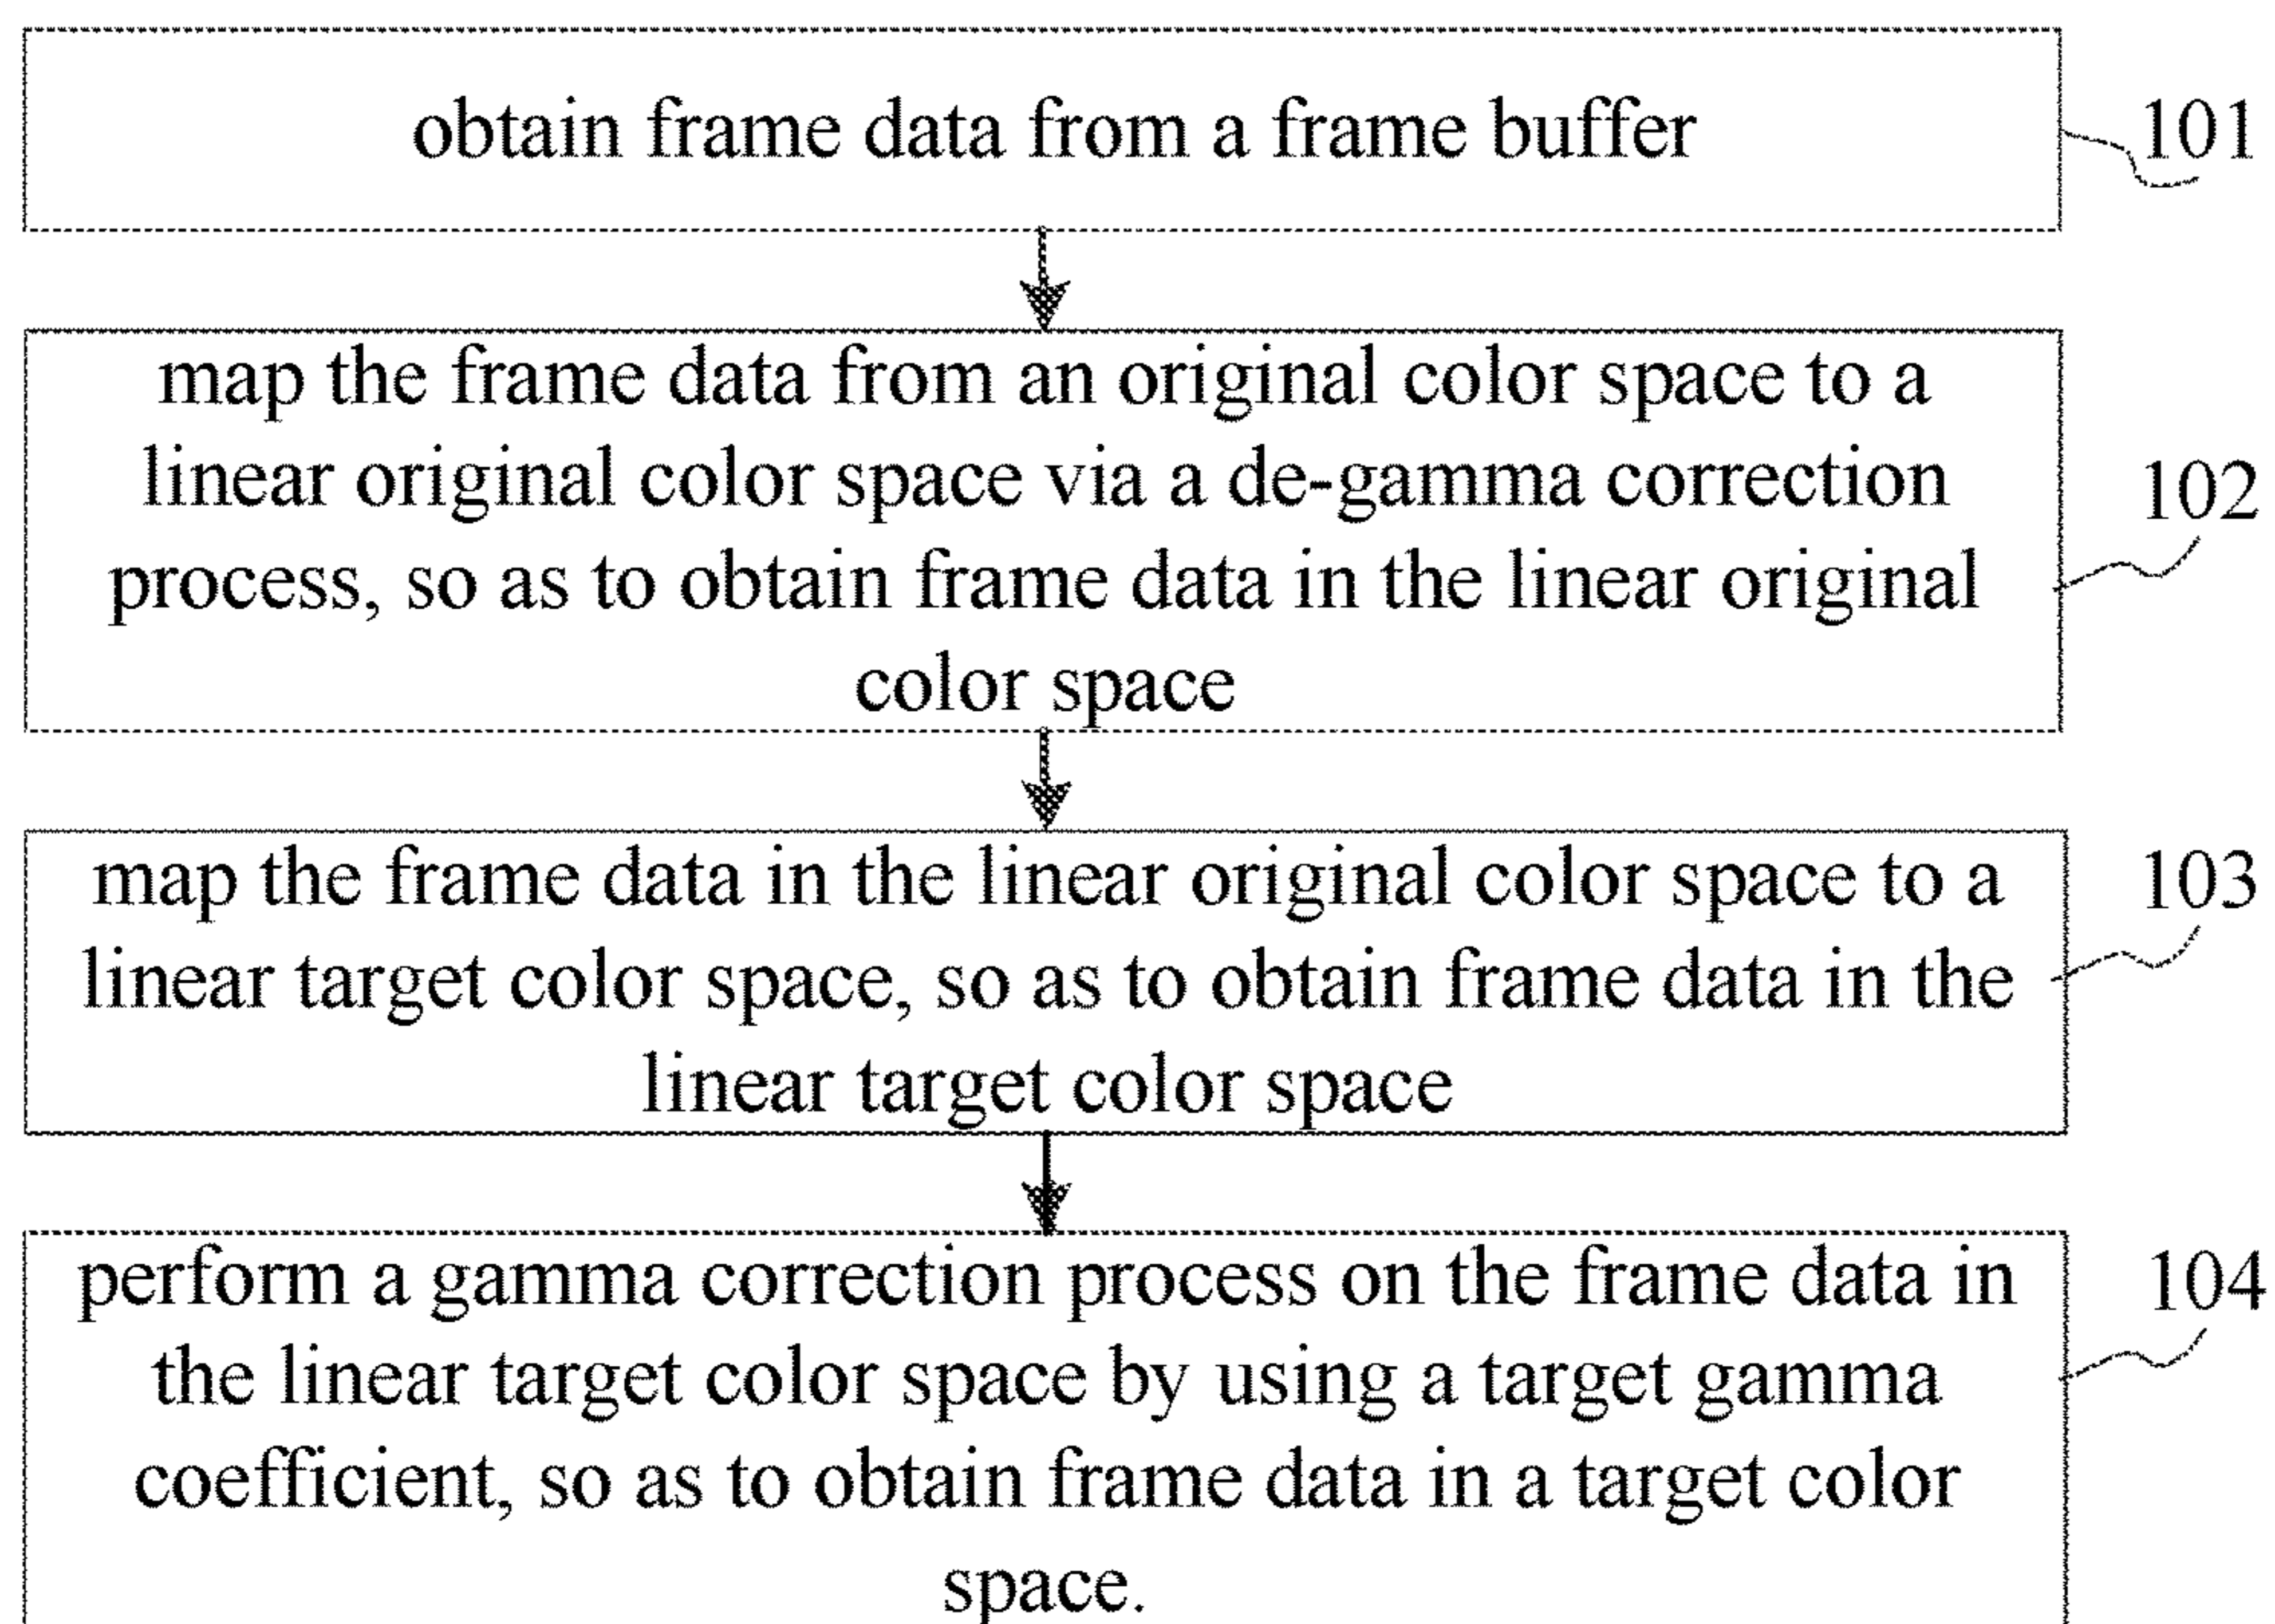 obtain frame data from a frame buffer
101
map the frame data from an original color space to a
linear original color space via a de-gamma correction
process, so as to obtain frame data in the linear original
color space
102
map the frame data in the linear original color space to a
linear target color space, so as to obtain frame data in the
linear target color space
103
perform a gamma correction process on the frame data in
the linear target color space by using a target gamma
coefficient, so as to obtain frame data in a target color
space.
104